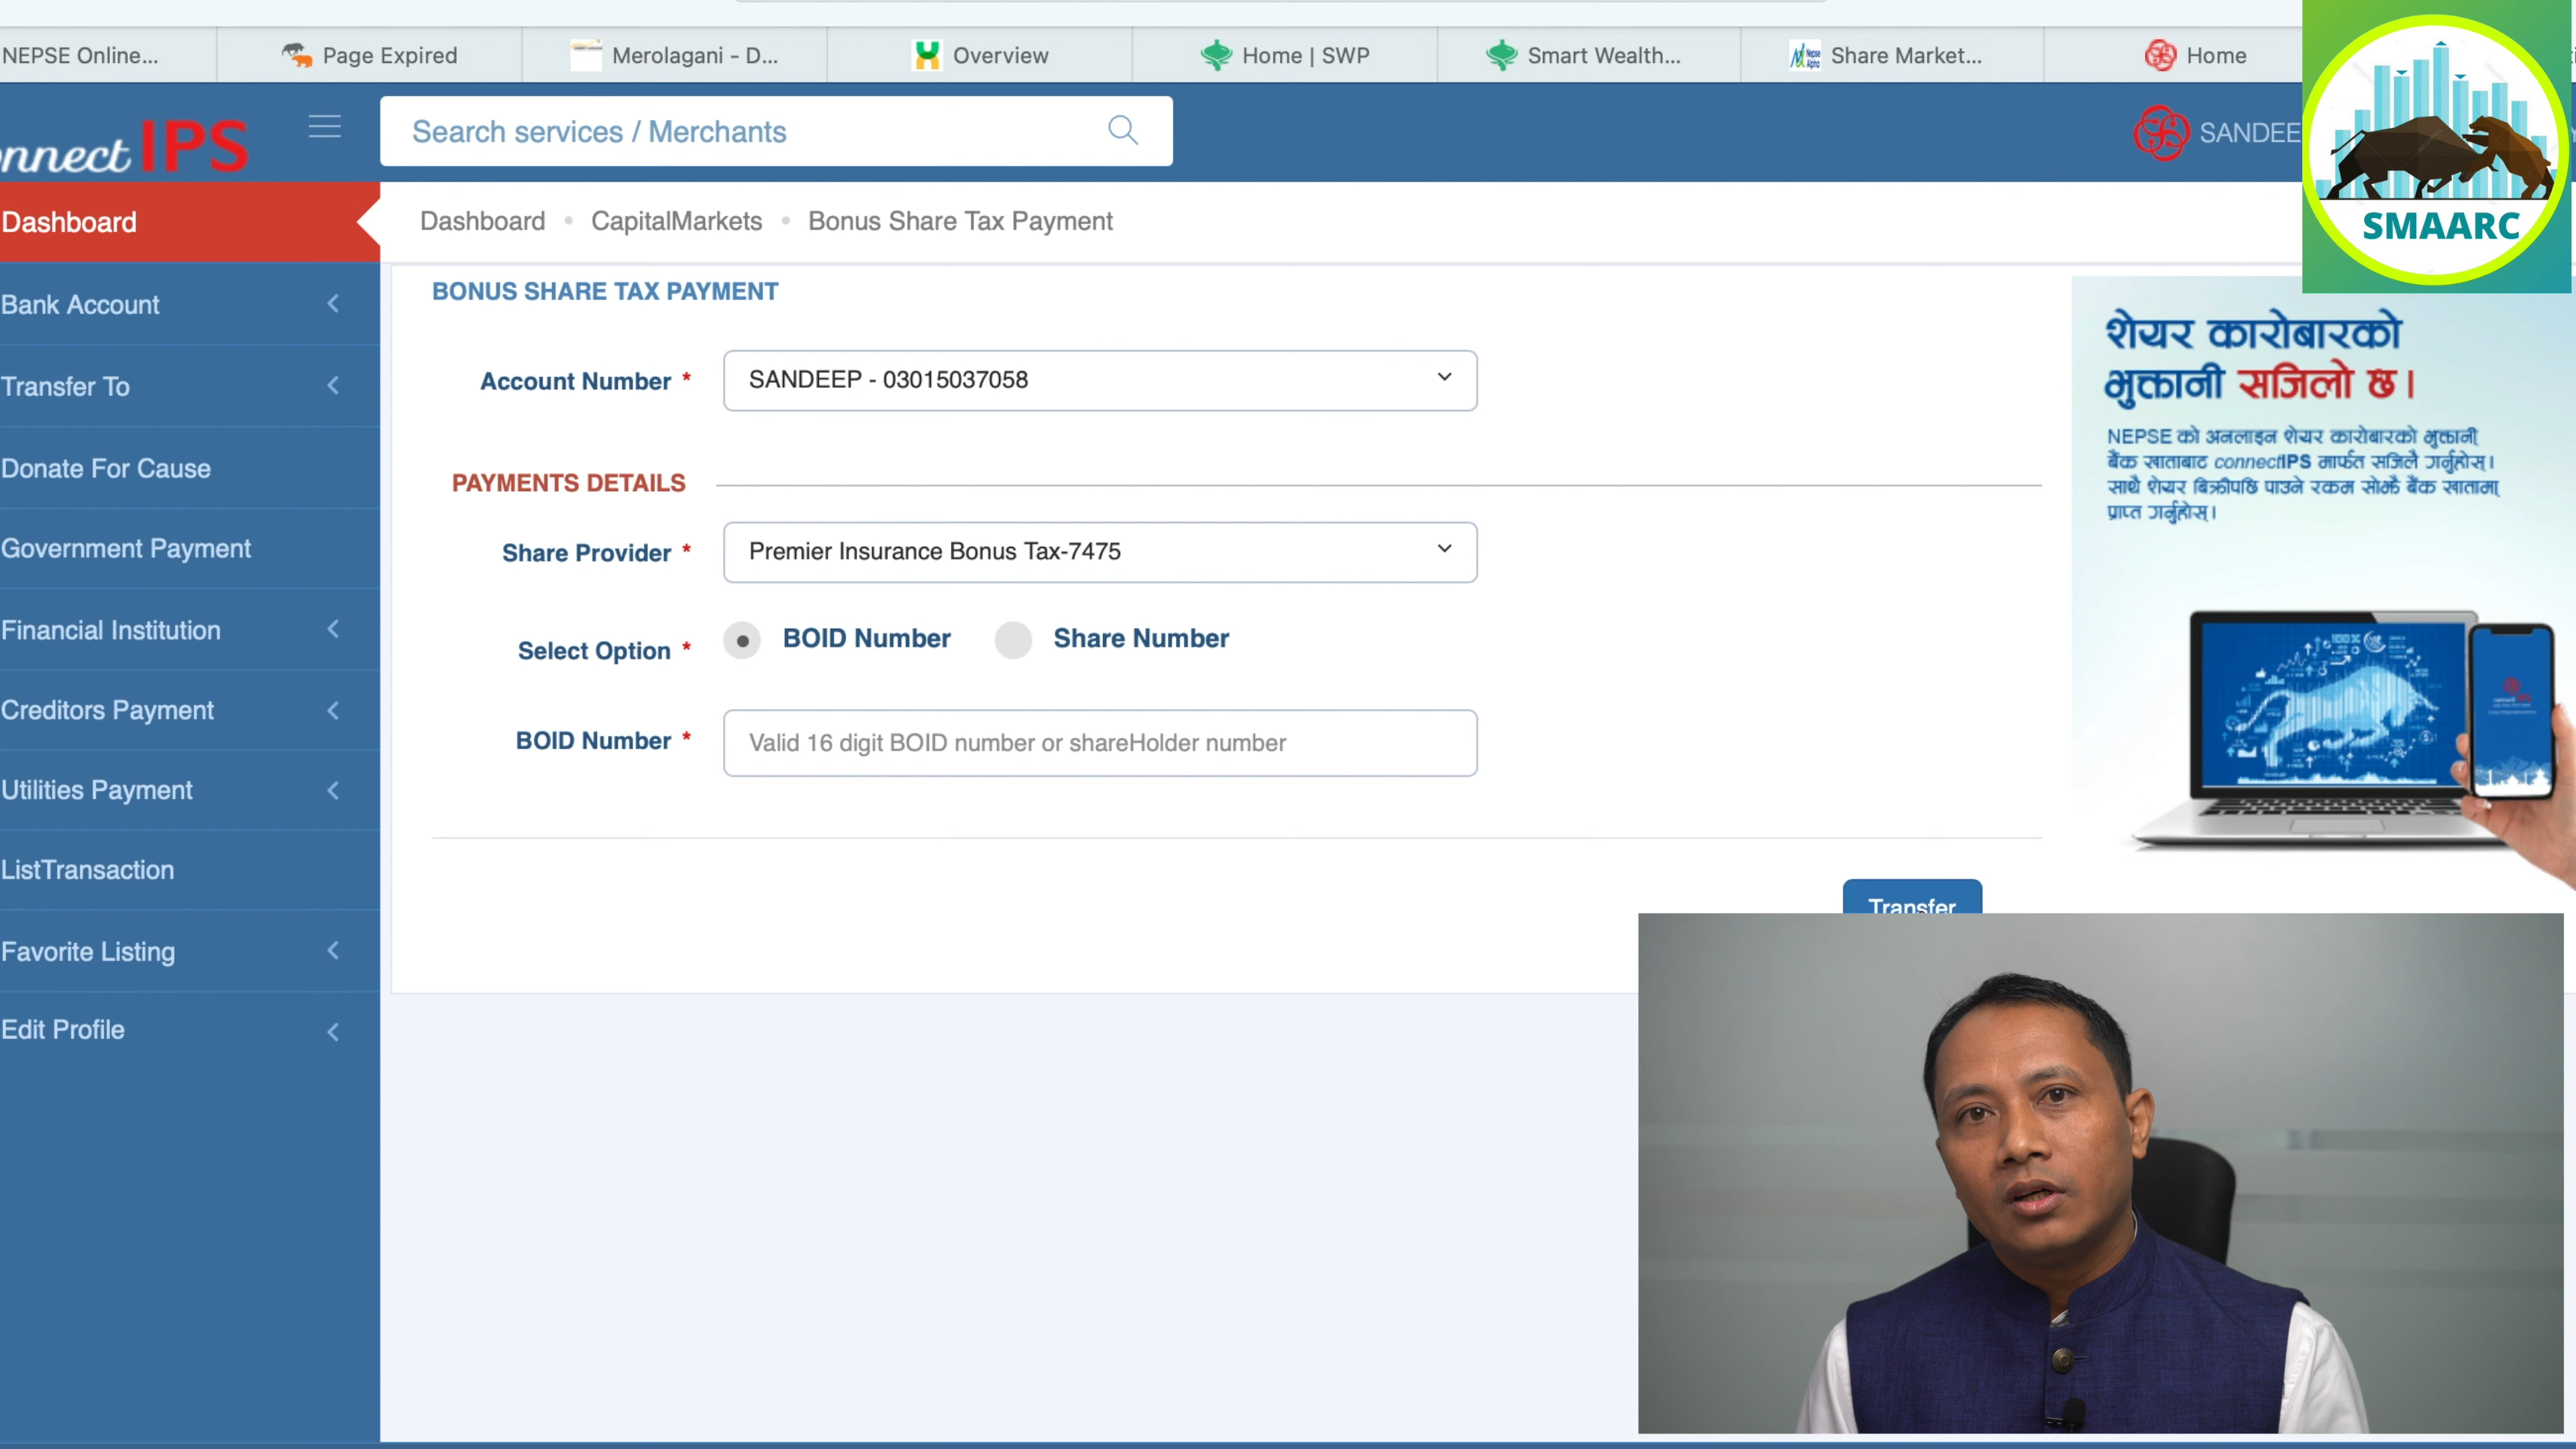 NEPSE Online...
Page Expired
Merolagani - D...
Overview
Home | SWP
Smart Wealth...
Share Market...
Home
nnectIPS
Search services / Merchants
SANDEE
SMAARC
Dashboard
Bank Account
Transfer To
Donate For Cause
Government Payment
Financial Institution
Creditors Payment
Utilities Payment
ListTransaction
Favorite Listing
Edit Profile
Dashboard • CapitalMarkets • Bonus Share Tax Payment
BONUS SHARE TAX PAYMENT
Account Number * SANDEEP - 03015037058
PAYMENTS DETAILS
Share Provider * Premier Insurance Bonus Tax-7475
Select Option * BOID Number Share Number
BOID Number * Valid 16 digit BOID number or shareHolder number
Transfer
शेयर कारोबारको
भुक्तानी सजिलो छ।
NEPSE को अनलाइन शेयर कारोबारको भुक्तानी
बैंक खाताबाट connectIPS मार्फत सजिलै गर्नुहोस्।
साथै शेयर बिक्रीपछि पाउने रकम सोझै बैंक खातामा
प्राप्त गर्नुहोस्।